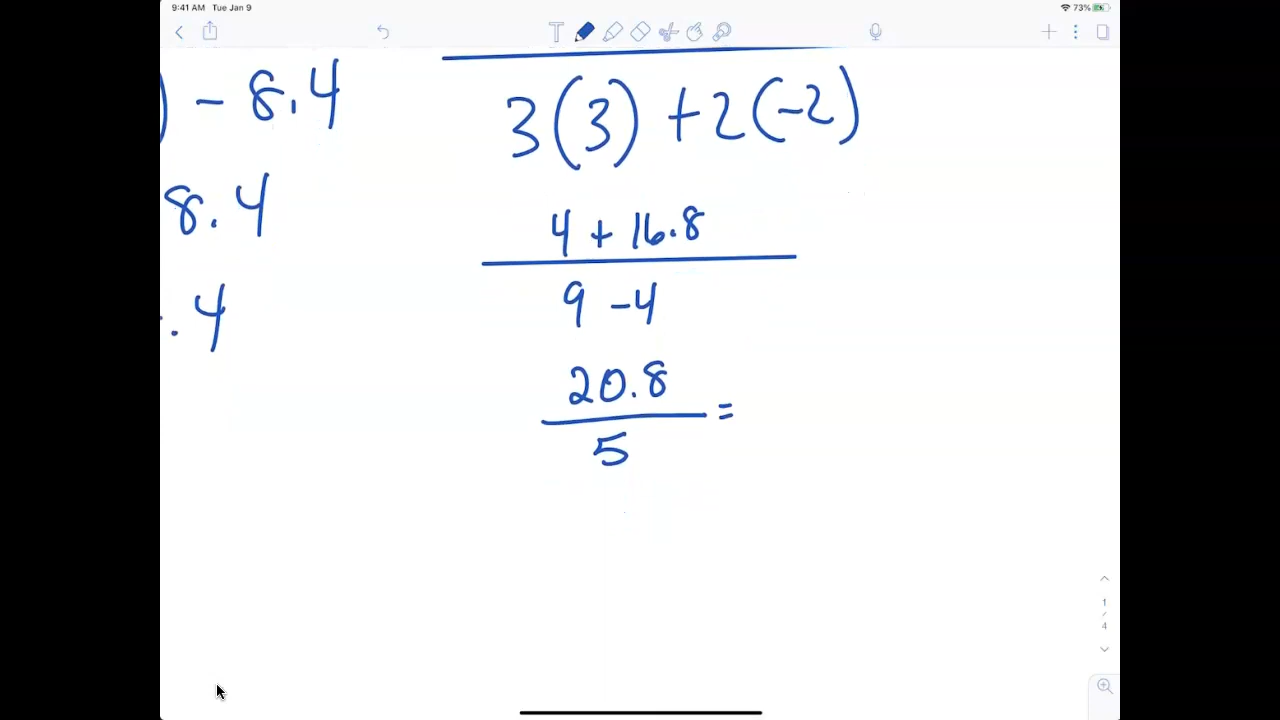 9:41 AM Tue Jan 9
73%
T
) - 8.4
8.4
.4
3(3) +2(-2)
4 + 16.8
9 -4
20.8
5
=
1
/
4